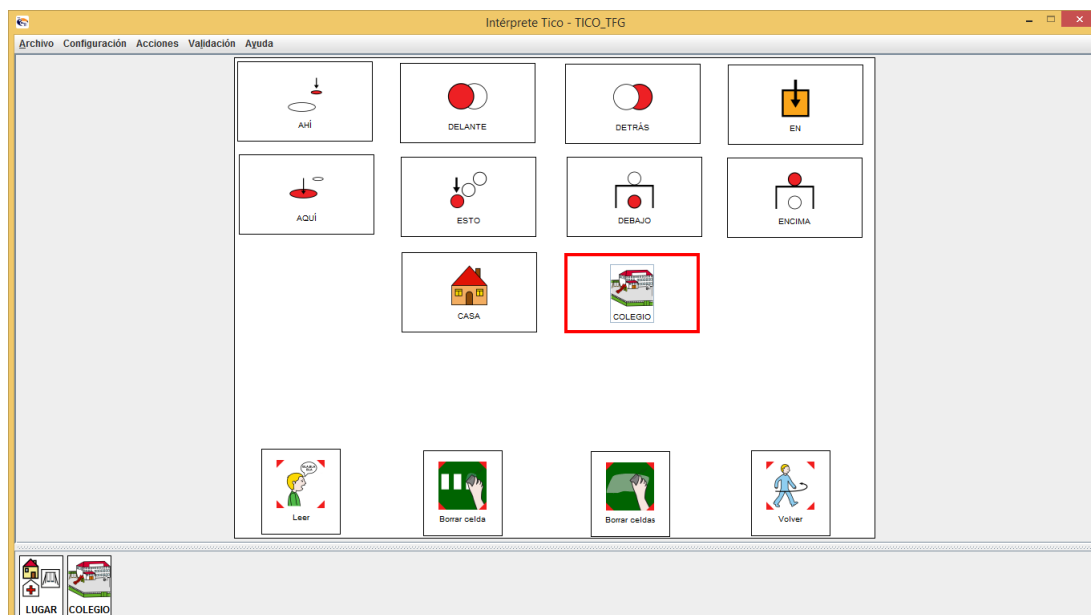 Intérprete Tico - TICO_TFG
Archivo Configuración Acciones Validación Ayuda
AHÍ DELANTE DETRÁS EN
AQUÍ ESTO DEBAJO ENCIMA
CASA COLEGIO
Leer Borrar celda Borrar celdas Volver
LUGAR COLEGIO